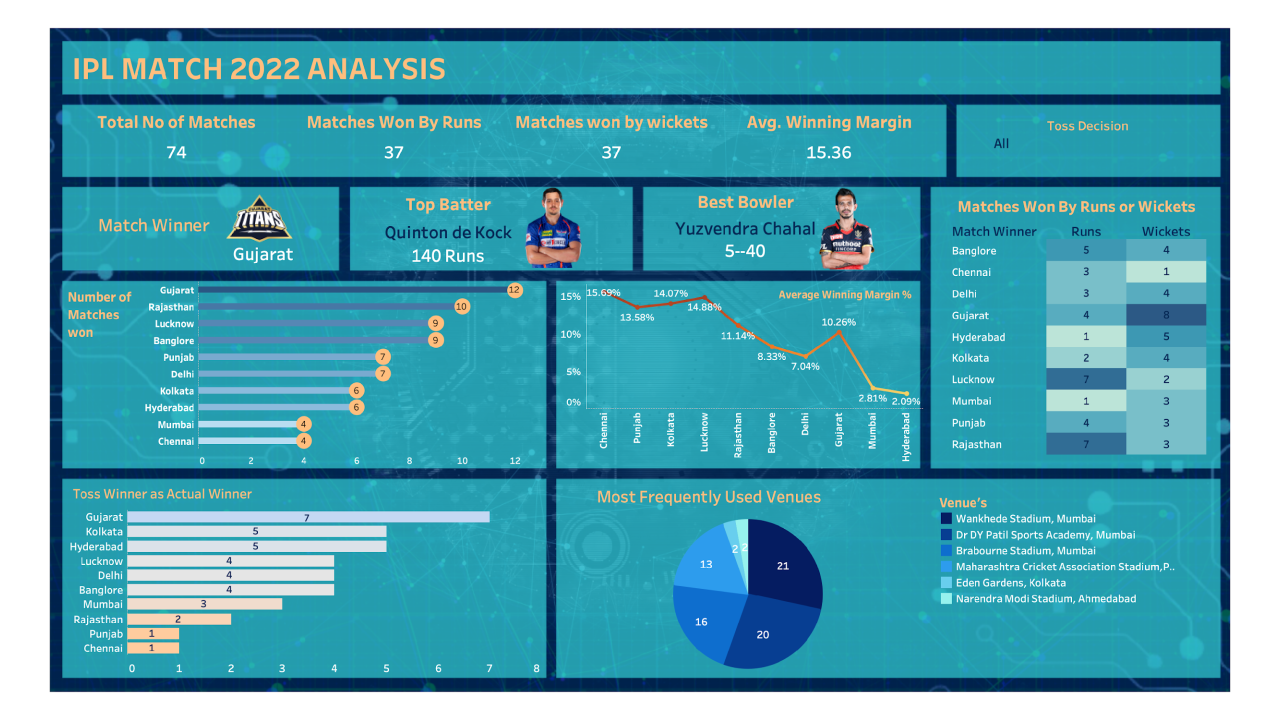 IPL MATCH 2022 ANALYSIS
Total No of Matches
74
Matches Won By Runs
37
Matches won by wickets
37
Avg. Winning Margin
15.36
Toss Decision
All
Match Winner
TITANS
Gujarat
Top Batter
Quinton de Kock
140 Runs
Best Bowler
Yuzvendra Chahal
5--40
muthoot
Matches Won By Runs or Wickets
Match Winner Runs Wickets
Banglore 5 4
Chennai 3 1
Delhi 3 4
Gujarat 4 8
Hyderabad 1 5
Kolkata 2 4
Lucknow 7 2
Mumbai 1 3
Punjab 4 3
Rajasthan 7 3
Number of
Matches
won
Gujarat 12
Rajasthan 10
Lucknow 9
Banglore 9
Punjab 7
Delhi 7
Kolkata 6
Hyderabad 6
Mumbai 4
Chennai 4
0 2 4 6 8 10 12
Average Winning Margin %
15%
10%
5%
0%
15.69%
13.58%
14.07%
14.88%
11.14%
8.33%
7.04%
10.26%
2.81%
2.09%
Chennai
Punjab
Kolkata
Lucknow
Rajasthan
Banglore
Delhi
Gujarat
Mumbai
Hyderabad
Toss Winner as Actual Winner
Gujarat 7
Kolkata 5
Hyderabad 5
Lucknow 4
Delhi 4
Banglore 4
Mumbai 3
Rajasthan 2
Punjab 1
Chennai 1
0 1 2 3 4 5 6 7 8
Most Frequently Used Venues
21
20
16
13
2
2
Venue's
Wankhede Stadium, Mumbai
Dr DY Patil Sports Academy, Mumbai
Brabourne Stadium, Mumbai
Maharashtra Cricket Association Stadium,P..
Eden Gardens, Kolkata
Narendra Modi Stadium, Ahmedabad